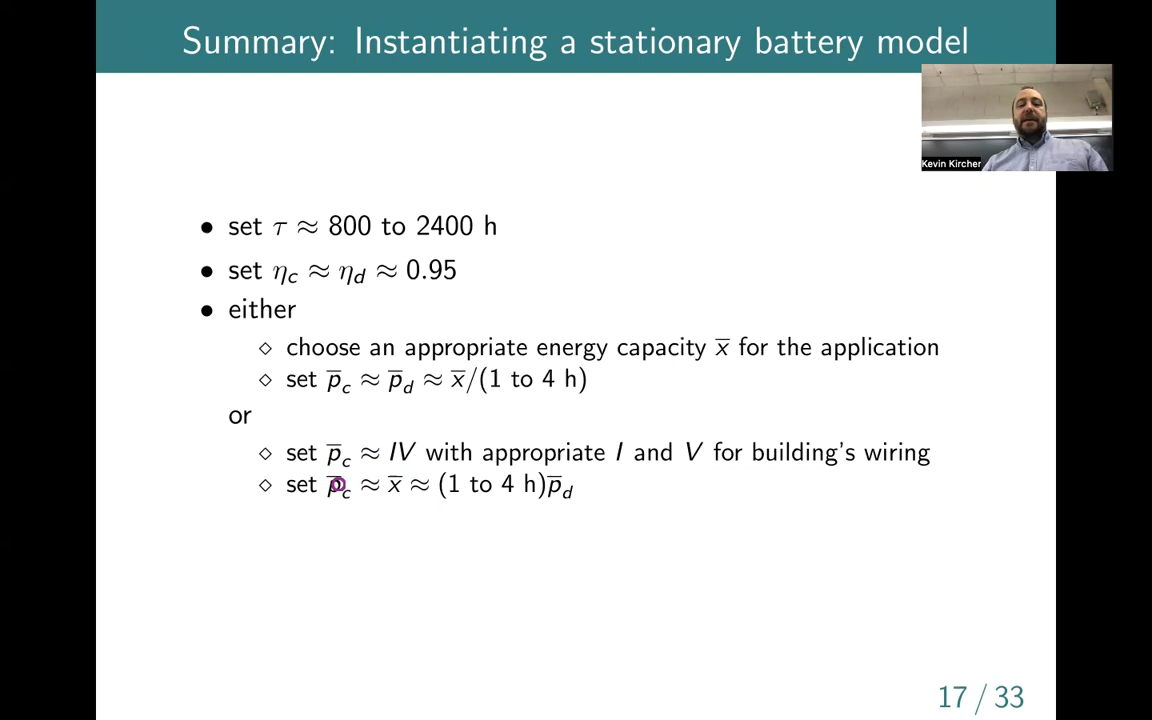 Summary: Instantiating a stationary battery model
Kevin Kircher
• set τ ≈ 800 to 2400 h
• set η_c ≈ η_d ≈ 0.95
• either
⋄ choose an appropriate energy capacity x̅ for the application
⋄ set p̅_c ≈ p̅_d ≈ x̅/(1 to 4 h)
or
⋄ set p̅_c ≈ IV with appropriate I and V for building's wiring
⋄ set p̅_c ≈ x̅ ≈ (1 to 4 h)p̅_d
17 / 33